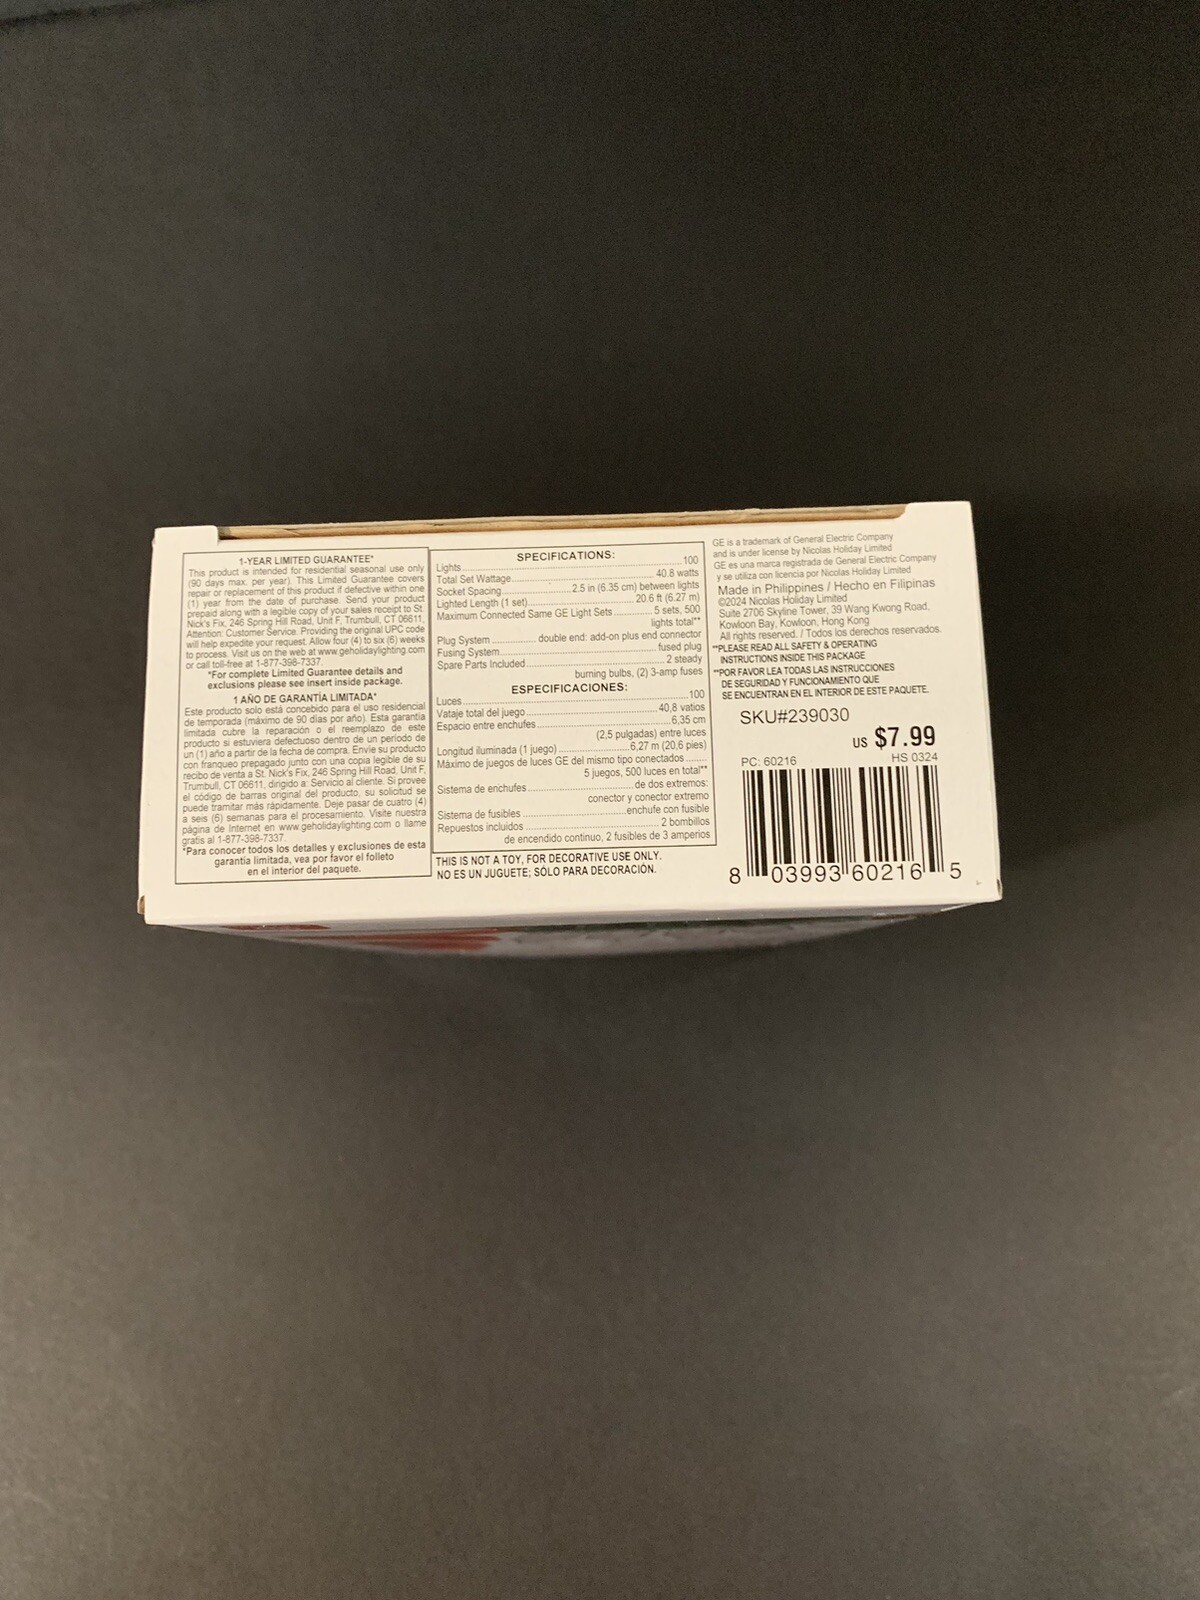 1-YEAR LIMITED GUARANTEE*
This product is intended for residential seasonal use only
(90 days max. per year). This Limited Guarantee covers
repair or replacement of this product if defective within one
(1) year from the date of purchase. Send your product
prepaid along with a legible copy of your sales receipt to St.
Nick's Fix, 246 Spring Hill Road, Unit F, Trumbull, CT 06611,
Attention: Customer Service. Providing the original UPC code
will help expedite your request. Allow four (4) to six (6) weeks
to process. Visit us on the web at www.geholidaylighting.com
or call toll-free at 1-877-398-7337.
*For complete Limited Guarantee details and
exclusions please see insert inside package.
1 AÑO DE GARANTÍA LIMITADA*
Este producto solo está concebido para el uso residencial
de temporada (máximo de 90 días por año). Esta garantía
limitada cubre la reparación o el reemplazo de este
producto si estuviera defectuoso dentro de un período de
un (1) año a partir de la fecha de compra. Envíe su producto
con franqueo prepagado junto con una copia legible de su
recibo de venta a St. Nick's Fix, 246 Spring Hill Road, Unit F,
Trumbull, CT 06611, dirigido a: Servicio al cliente. Si provee
el código de barras original del producto, su solicitud se
puede tramitar más rápidamente. Deje pasar de cuatro (4)
a seis (6) semanas para el procesamiento. Visite nuestra
página de Internet en www.geholidaylighting.com o llame
gratis al 1-877-398-7337.
*Para conocer todos los detalles y exclusiones de esta
garantía limitada, vea por favor el folleto
en el interior del paquete.
SPECIFICATIONS:
Lights 100
Total Set Wattage 40.8 watts
Socket Spacing 2.5 in (6.35 cm) between lights
Lighted Length (1 set) 20.6 ft (6.27 m)
Maximum Connected Same GE Light Sets 5 sets, 500
lights total**
Plug System double end: add-on plus end connector
Fusing System fused plug
Spare Parts Included 2 steady
burning bulbs, (2) 3-amp fuses
ESPECIFICACIONES:
Luces 100
Vataje total del juego 40,8 vatios
Espacio entre enchufes 6,35 cm
(2,5 pulgadas) entre luces
Longitud iluminada (1 juego) 6,27 m (20,6 pies)
Máximo de juegos de luces GE del mismo tipo conectados
5 juegos, 500 luces en total**
Sistema de enchufes de dos extremos:
conector y conector extremo
Sistema de fusibles enchufe con fusible
Repuestos incluidos 2 bombillos
de encendido continuo, 2 fusibles de 3 amperios
THIS IS NOT A TOY, FOR DECORATIVE USE ONLY.
NO ES UN JUGUETE; SÓLO PARA DECORACIÓN.
GE is a trademark of General Electric Company
and is under license by Nicolas Holiday Limited
GE es una marca registrada de General Electric Company
y se utiliza con licencia por Nicolas Holiday Limited
Made in Philippines / Hecho en Filipinas
©2024 Nicolas Holiday Limited
Suite 2706 Skyline Tower, 39 Wang Kwong Road,
Kowloon Bay, Kowloon, Hong Kong
All rights reserved. / Todos los derechos reservados.
**PLEASE READ ALL SAFETY & OPERATING
INSTRUCTIONS INSIDE THIS PACKAGE
**POR FAVOR LEA TODAS LAS INSTRUCCIONES
DE SEGURIDAD Y FUNCIONAMIENTO QUE
SE ENCUENTRAN EN EL INTERIOR DE ESTE PAQUETE.
SKU#239030
US $7.99
PC: 60216 HS 0324
8 03993 60216 5